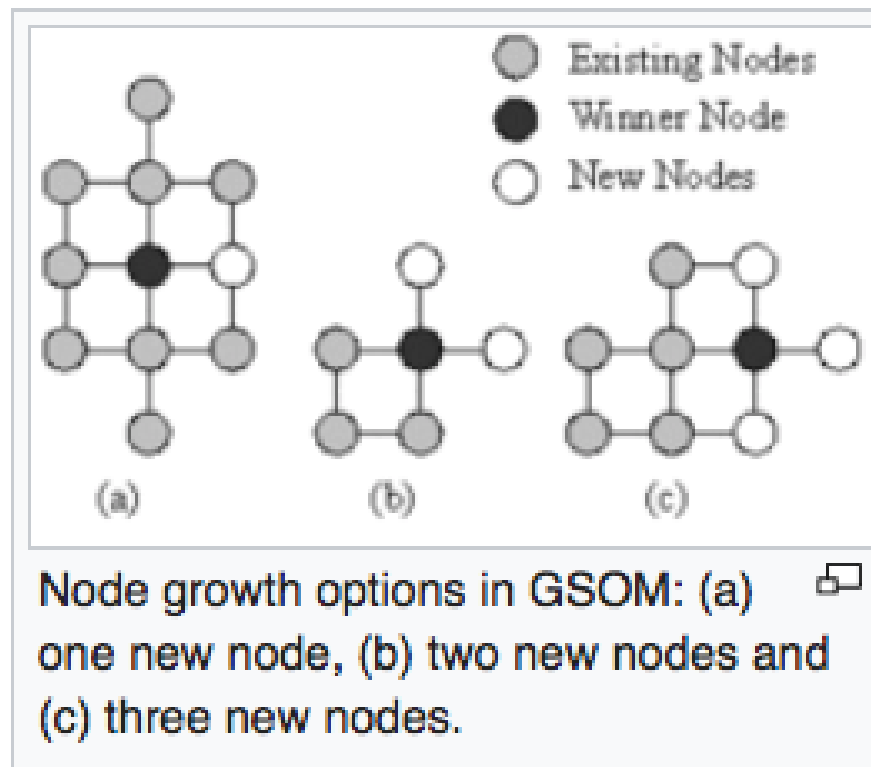 Existing Nodes
Winner Node
New Nodes
(a)
(b)
(c)
Node growth options in GSOM: (a)
one new node, (b) two new nodes and
(c) three new nodes.